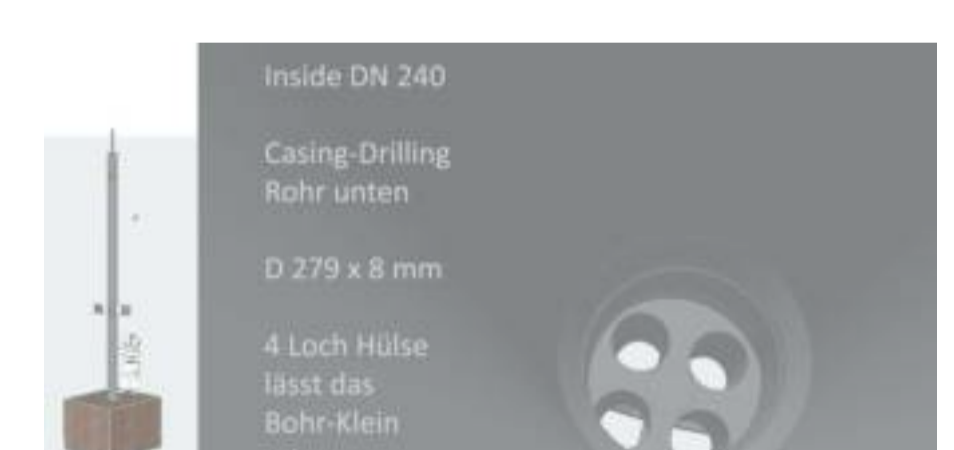 Inside DN 240
Casing-Drilling
Rohr unten
D 279 x 8 mm
4 Loch Hülse
lässt das
Bohr-Klein